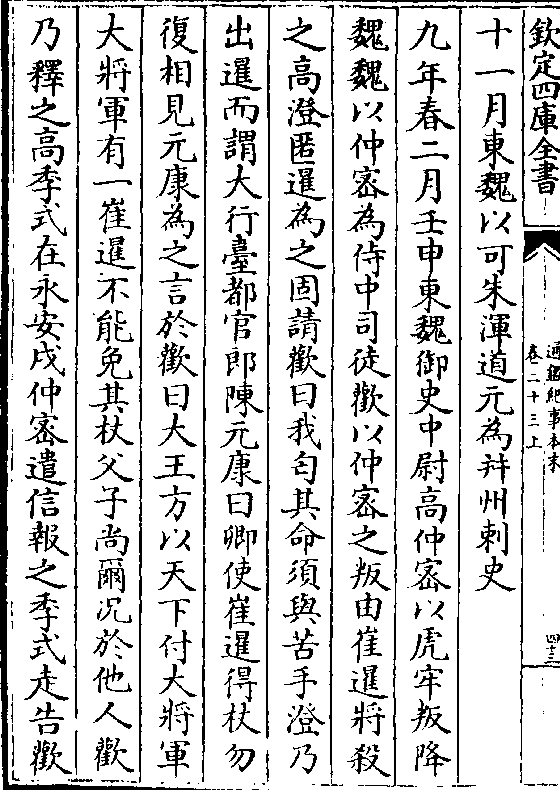 欽定四庫全書
通鑑紀事本末
卷二十三上
四十三
十一月東魏以可朱渾道元為并州刺史
九年春二月壬申東魏御史中尉高仲密以虎牢叛降
魏魏以仲密為侍中司徒歡以仲密之叛由崔暹將殺
之高澄匿暹為之固請歡曰我匄其命須與苦手澄乃
出暹而謂大行臺都官郎陳元康曰卿使崔暹得杖勿
復相見元康為之言於歡曰大王方以天下付大將軍
大將軍有一崔暹不能免其杖父子尚爾况於他人歡
乃釋之高季式在永安戍仲密遣信報之季式走告歡